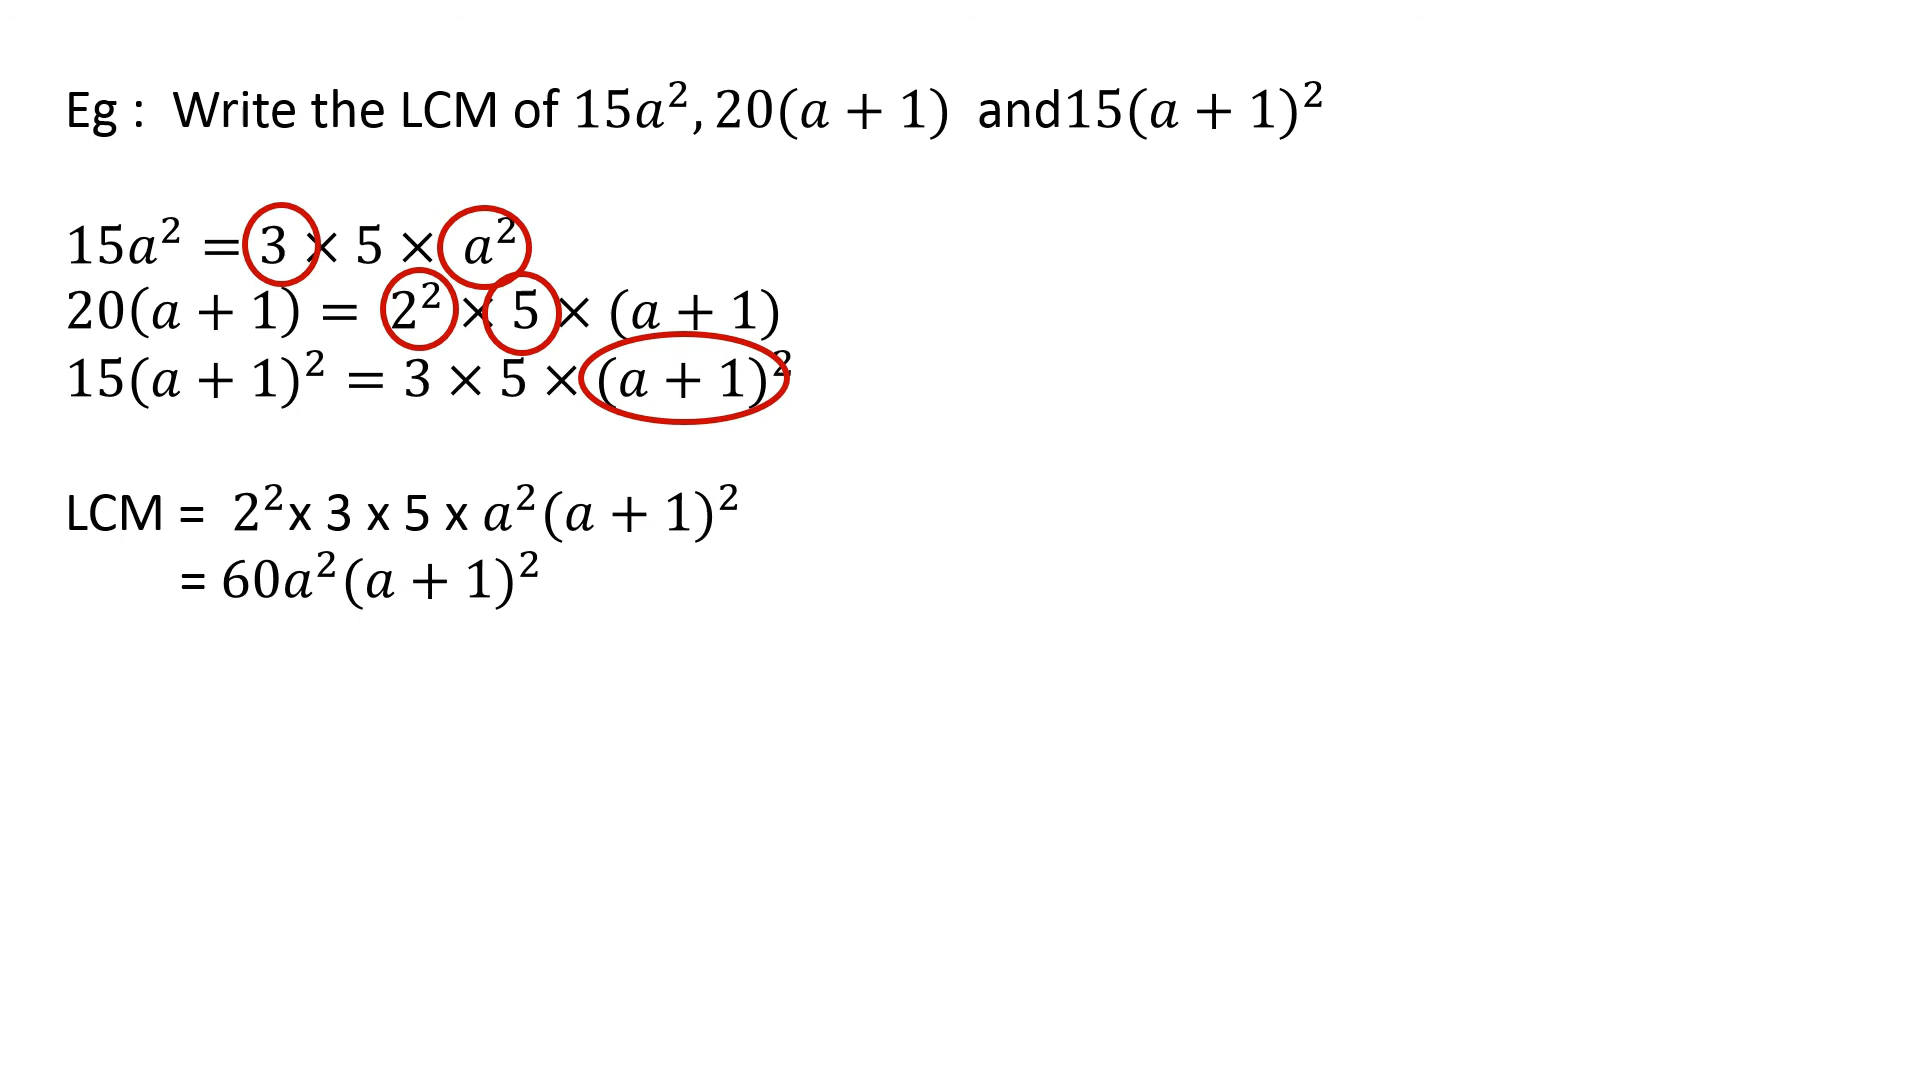 Eg :  Write the LCM of 15a², 20(a + 1)  and15(a + 1)²
15a² = 3 × 5 × a²
20(a + 1) = 2² × 5 × (a + 1)
15(a + 1)² = 3 × 5 × (a + 1)²
LCM =  2²x 3 x 5 x a²(a + 1)²
= 60a²(a + 1)²